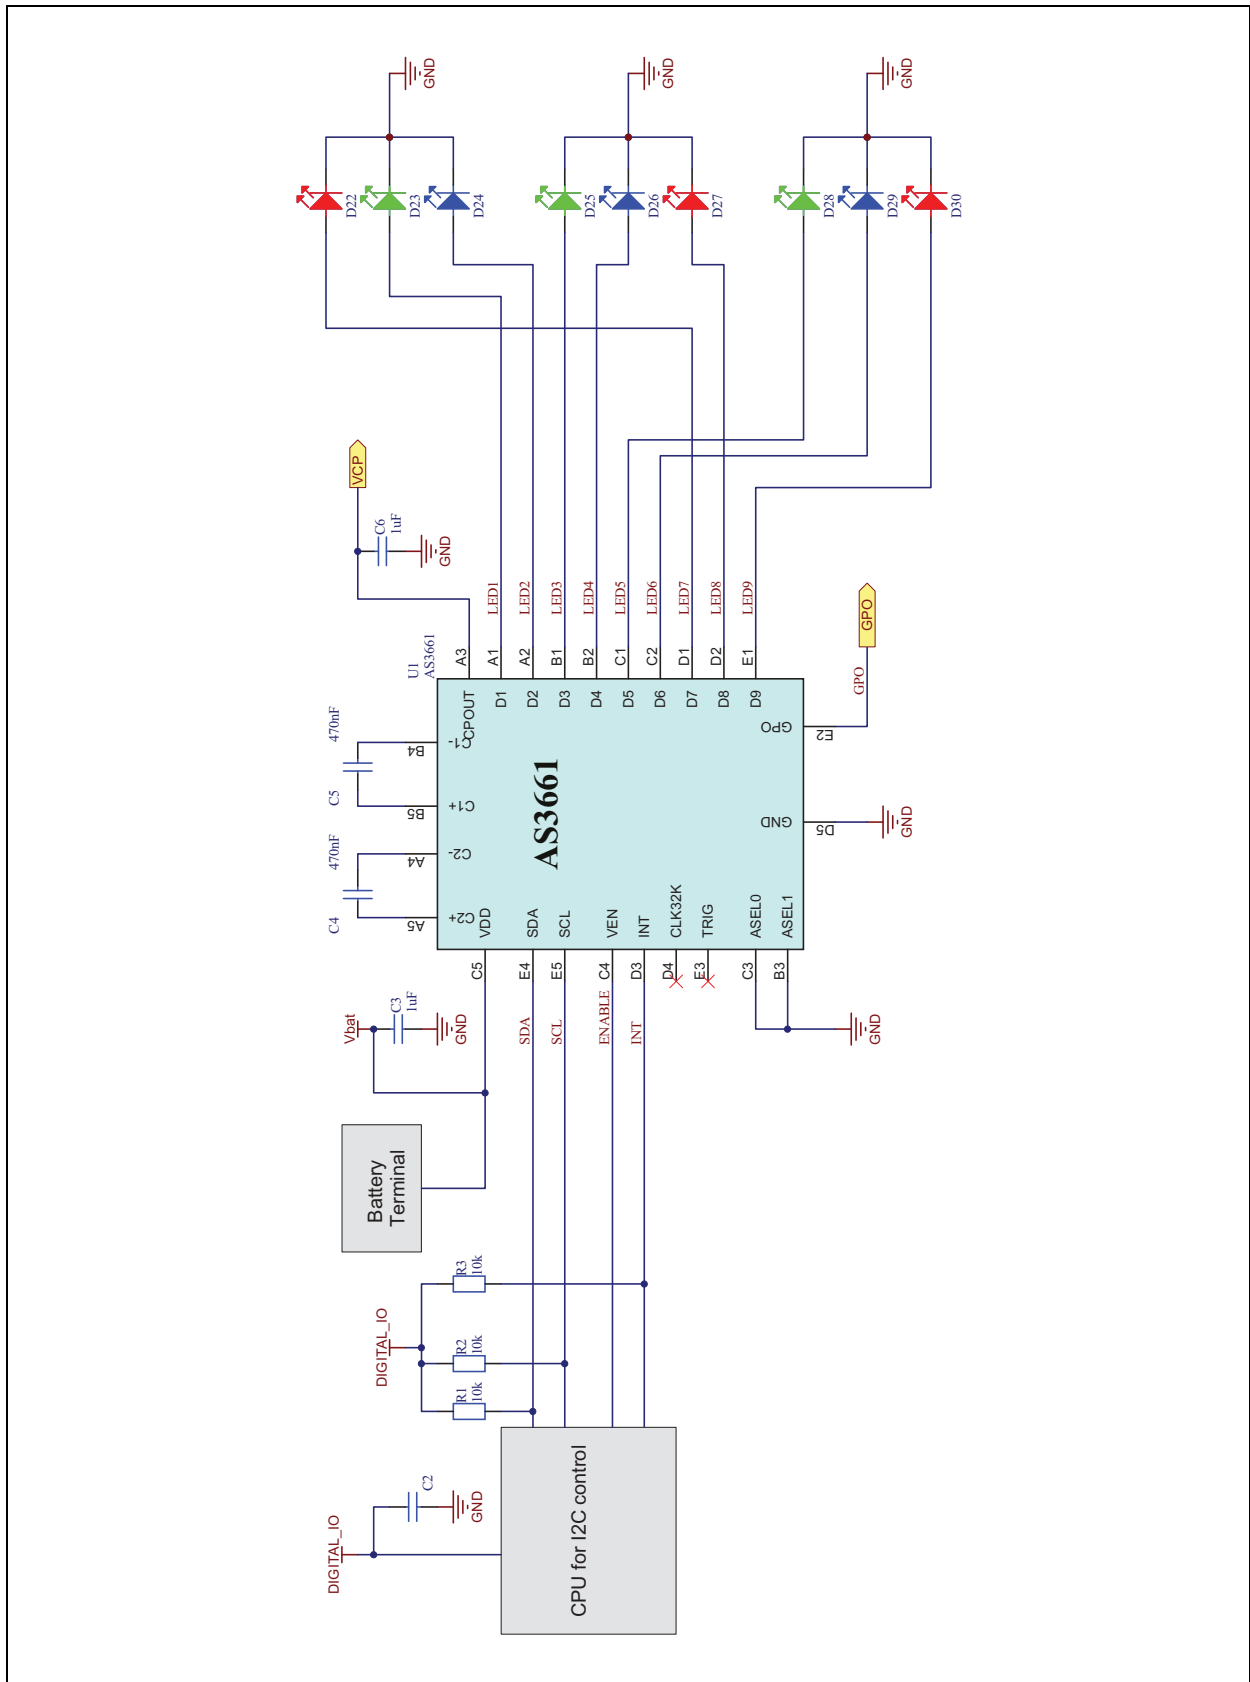 DIGITAL_IO
C2
GND
CPU for I2C control
DIGITAL_IO
R1
10k
R2
10k
R3
10k
Battery
Terminal
Vbat
C3
1uF
GND
SDA
SCL
ENABLE
INT
C5
E4
E5
C4
D3
D4
E3
C3
B3
GND
VDD
SDA
SCL
VEN
INT
CLK32K
TRIG
ASEL0
ASEL1
C4
470nF
C5
470nF
A5
A4
B5
B4
C2+
C2-
C1+
C1-
AS3661
U1
AS3661
CPOUT
D1
D2
D3
D4
D5
D6
D7
D8
D9
GND
GPO
D5
E2
GND
A3
A1
A2
B1
B2
C1
C2
D1
D2
E1
LED1
LED2
LED3
LED4
LED5
LED6
LED7
LED8
LED9
GPO
GPO
C6
1uF
GND
VCP
D22
D23
D24
D25
D26
D27
D28
D29
D30
GND
GND
GND